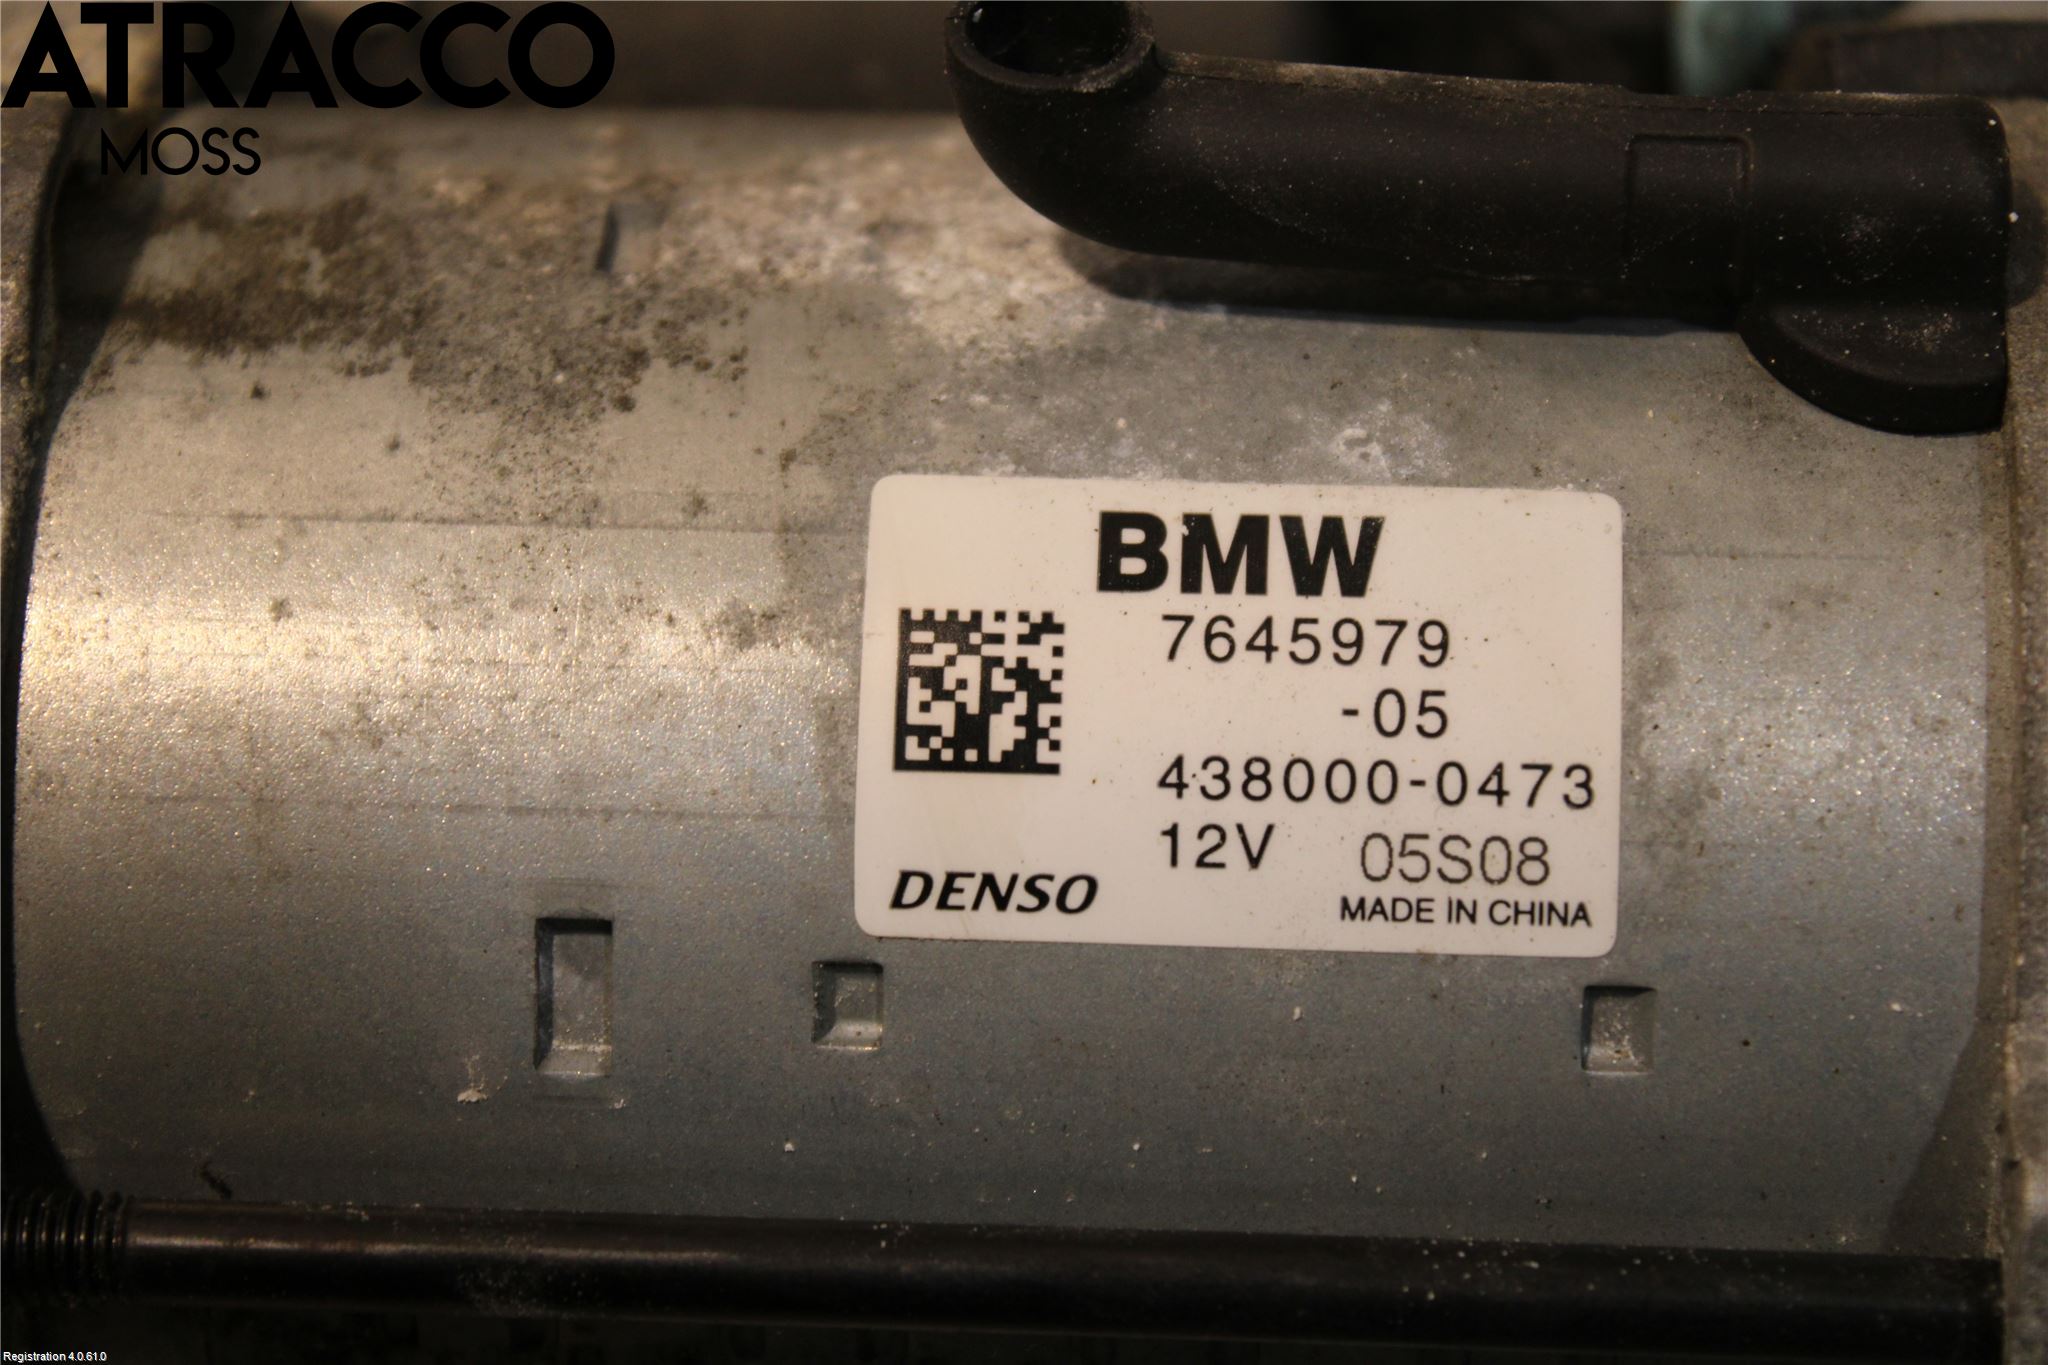 ATRACCO
MOSS
BMW
7645979
-05
438000-0473
12V 05S08
DENSO
MADE IN CHINA
Registration 4.0.61.0